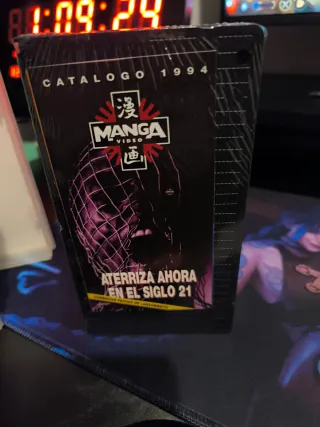 1:09:24
CATALOGO 1994
漫
MANGA
VIDEO
画
ATERRIZA AHORA
EN EL SIGLO 21